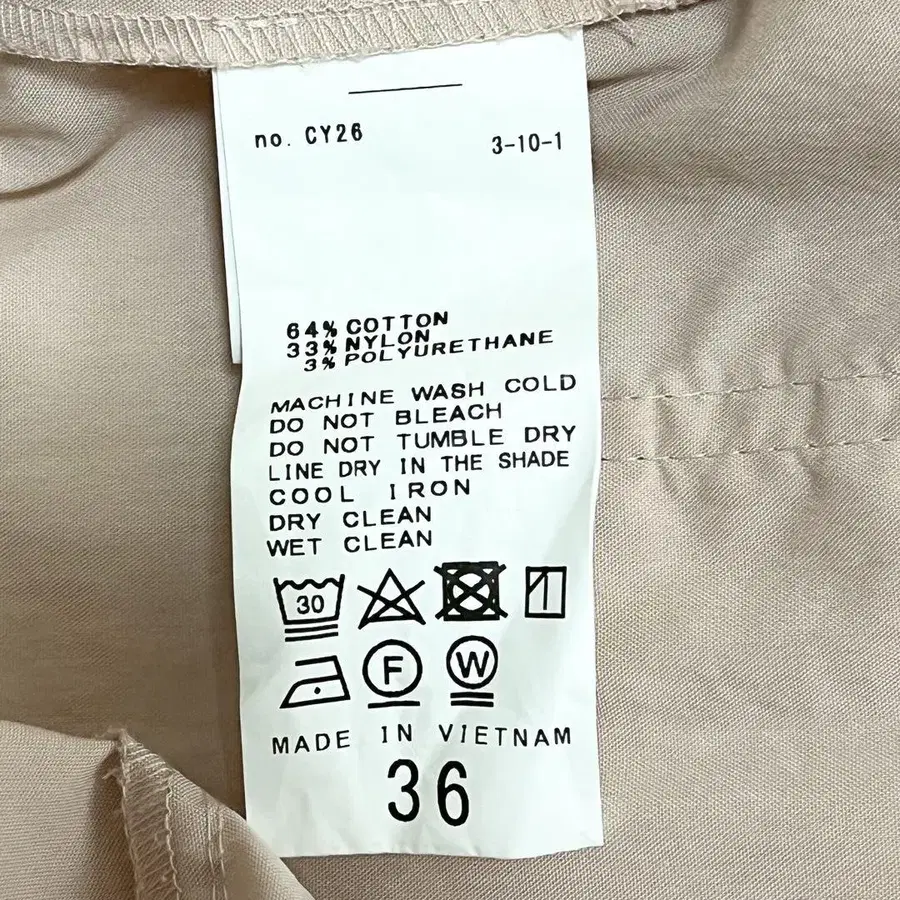 no. CY26
3-10-1
64% COTTON
33% NYLON
3% POLYURETHANE
MACHINE WASH COLD
DO NOT BLEACH
DO NOT TUMBLE DRY
LINE DRY IN THE SHADE
COOL IRON
DRY CLEAN
WET CLEAN
30
F W
MADE IN VIETNAM
36